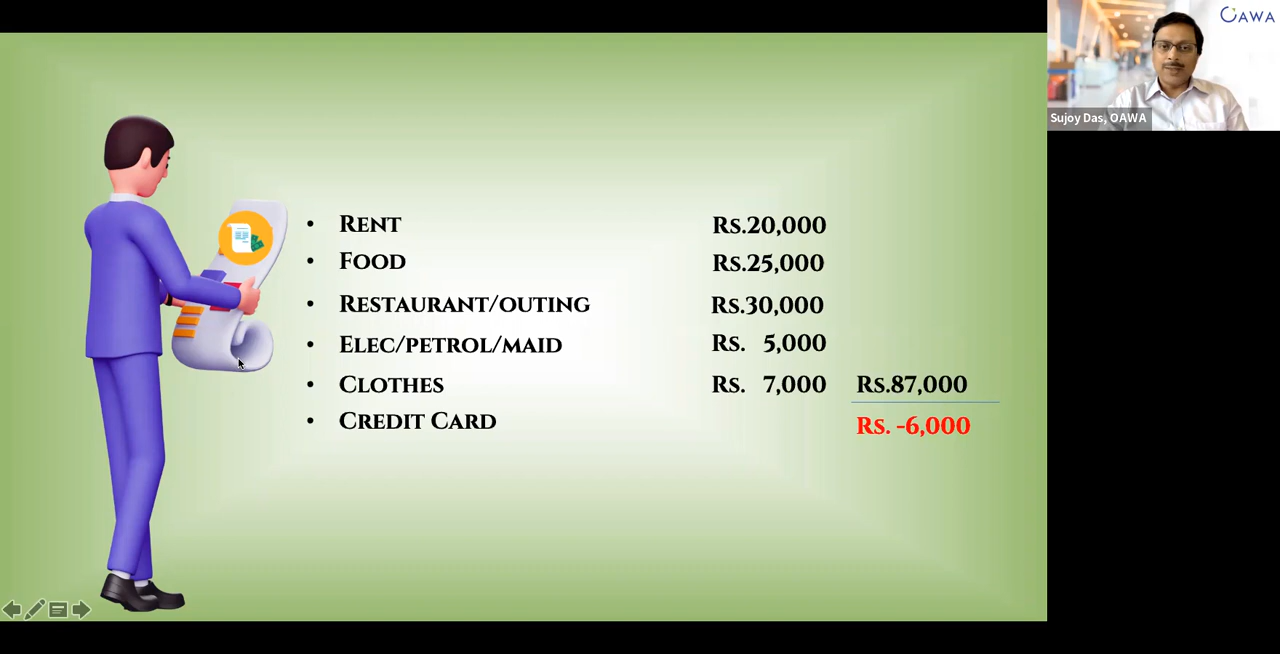 OAWA
Sujoy Das, OAWA
• Rent Rs.20,000
• Food Rs.25,000
• Restaurant/outing Rs.30,000
• Elec/petrol/maid Rs. 5,000
• Clothes Rs. 7,000 Rs.87,000
• Credit Card Rs. -6,000